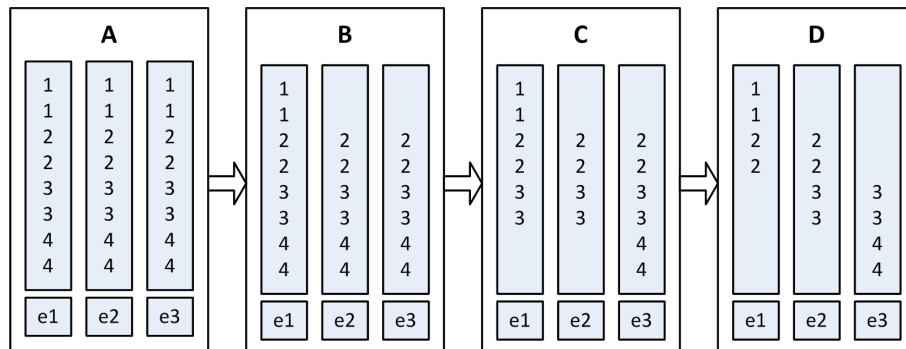 A B C D
1 1 1 1 1 1
1 1 1 1 1 1
2 2 2 2 2 2 2 2 2 2
2 2 2 2 2 2 2 2 2 2 2
3 3 3 3 3 3 3 3 3 3 3
3 3 3 3 3 3 3 3 3 3 3
4 4 4 4 4 4 4 4
4 4 4 4 4 4 4 4
e1 e2 e3 e1 e2 e3 e1 e2 e3 e1 e2 e3